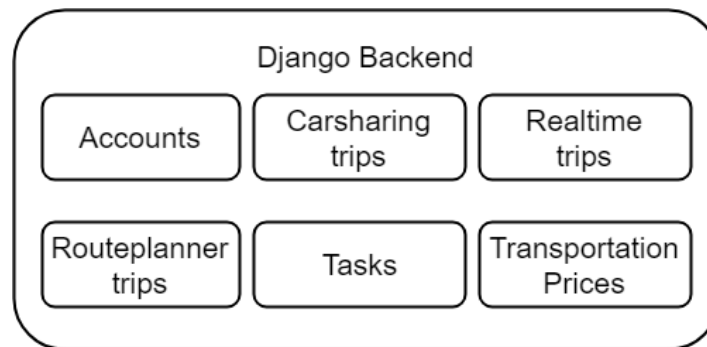 Django Backend
Accounts
Carsharing
trips
Realtime
trips
Routeplanner
trips
Tasks
Transportation
Prices